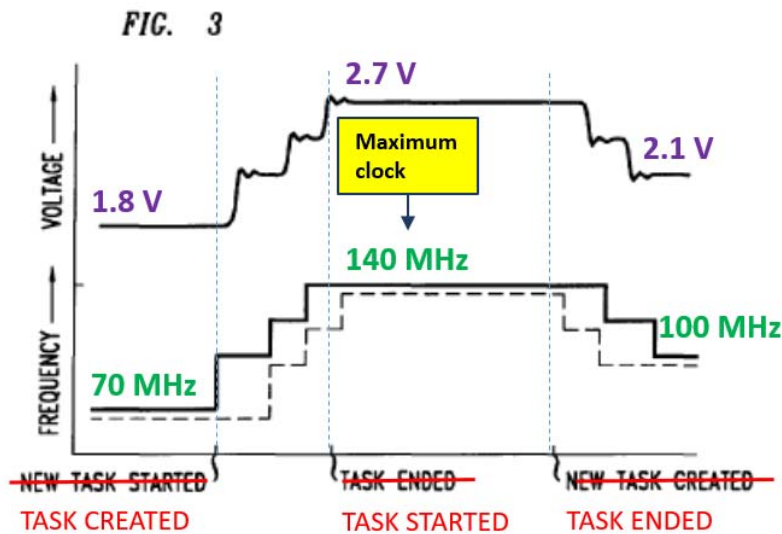 FIG. 3
2.7 V
Maximum
clock
2.1 V
1.8 V
VOLTAGE
140 MHz
100 MHz
70 MHz
FREQUENCY
NEW TASK STARTED
TASK ENDED
NEW TASK CREATED
TASK CREATED
TASK STARTED
TASK ENDED